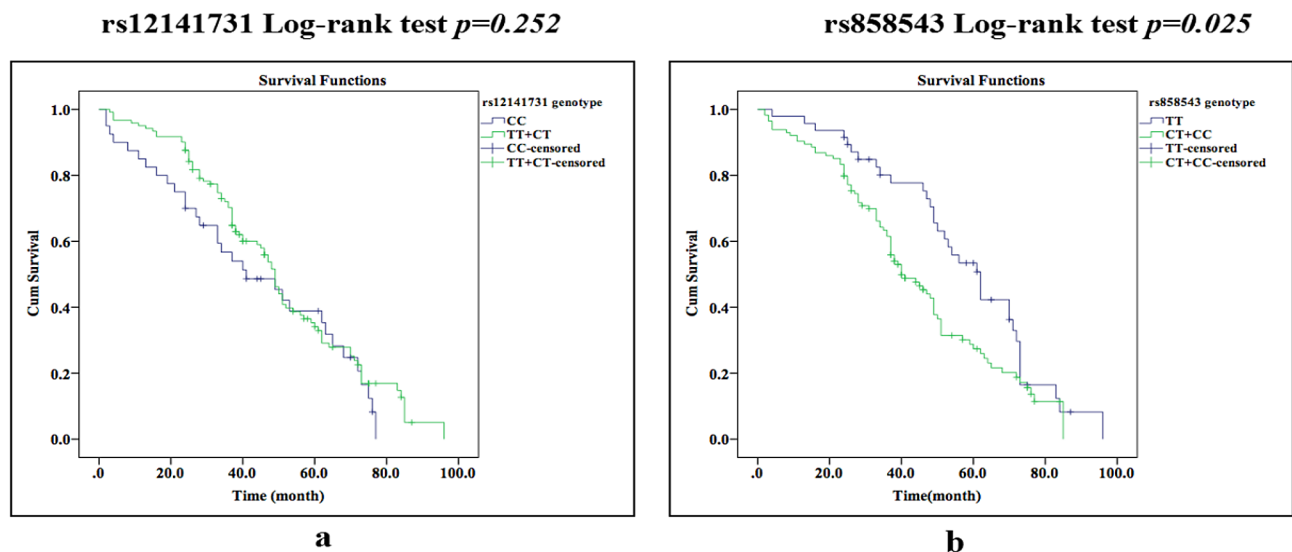 rs12141731 Log-rank test p=0.252
Survival Functions
rs12141731 genotype
CC
TT+CT
CC-censored
TT+CT-censored
Cum Survival
1.0
0.8
0.6
0.4
0.2
0.0
.0 20.0 40.0 60.0 80.0 100.0
Time (month)
a
rs858543 Log-rank test p=0.025
Survival Functions
rs858543 genotype
TT
CT+CC
TT-censored
CT+CC-censored
Cum Survival
1.0
0.8
0.6
0.4
0.2
0.0
.0 20.0 40.0 60.0 80.0 100.0
Time(month)
b